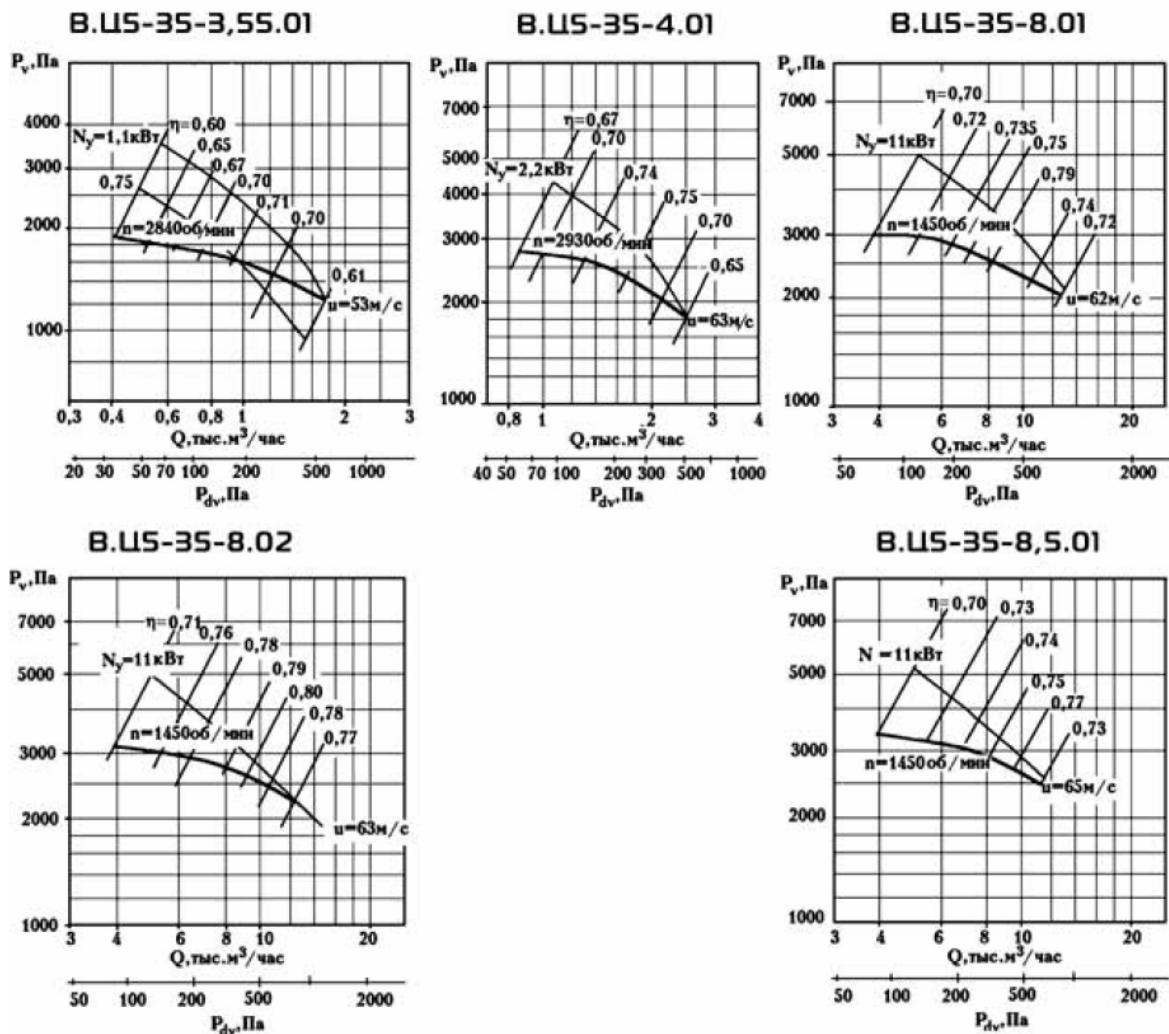 В.Ц5-35-3,55.01
Pv,Па
4000
3000
2000
1000
Nу=1,1кВт
η=0,60
0,65
0,67
0,70
0,71
0,70
0,61
0,75
n=2840об/мин
u=53м/с
0,3 0,4 0,6 0,8 1 2 3
Q,тыс.м³/час
20 30 50 70 100 200 500 1000
Pdv,Па
В.Ц5-35-4.01
Pv,Па
7000
5000
4000
3000
2000
1000
η=0,67
0,70
0,74
0,75
0,70
0,65
Nу=2,2кВт
n=2930об/мин
u=63м/с
0,8 1 2 3 4
Q,тыс.м³/час
40 50 70 100 200 300 500 1000
Pdv,Па
В.Ц5-35-8.01
Pv,Па
7000
5000
3000
2000
1000
η=0,70
0,72
0,735
0,75
0,79
0,74
0,72
Nу=11кВт
n=1450об/мин
u=62м/с
3 4 6 8 10 20
Q,тыс.м³/час
50 100 200 500 2000
Pdv,Па
В.Ц5-35-8.02
Pv,Па
7000
5000
3000
2000
1000
η=0,71
0,76
0,78
0,79
0,80
0,78
0,77
Nу=11кВт
n=1450об/мин
u=63м/с
3 4 6 8 10 20
Q,тыс.м³/час
50 100 200 500 2000
Pdv,Па
В.Ц5-35-8,5.01
Pv,Па
7000
5000
3000
2000
1000
η=0,70
0,73
0,74
0,75
0,77
0,73
N =11кВт
n=1450об/мин
u=65м/с
3 4 6 8 10 20
Q,тыс.м³/час
50 100 200 500 2000
Pdv,Па